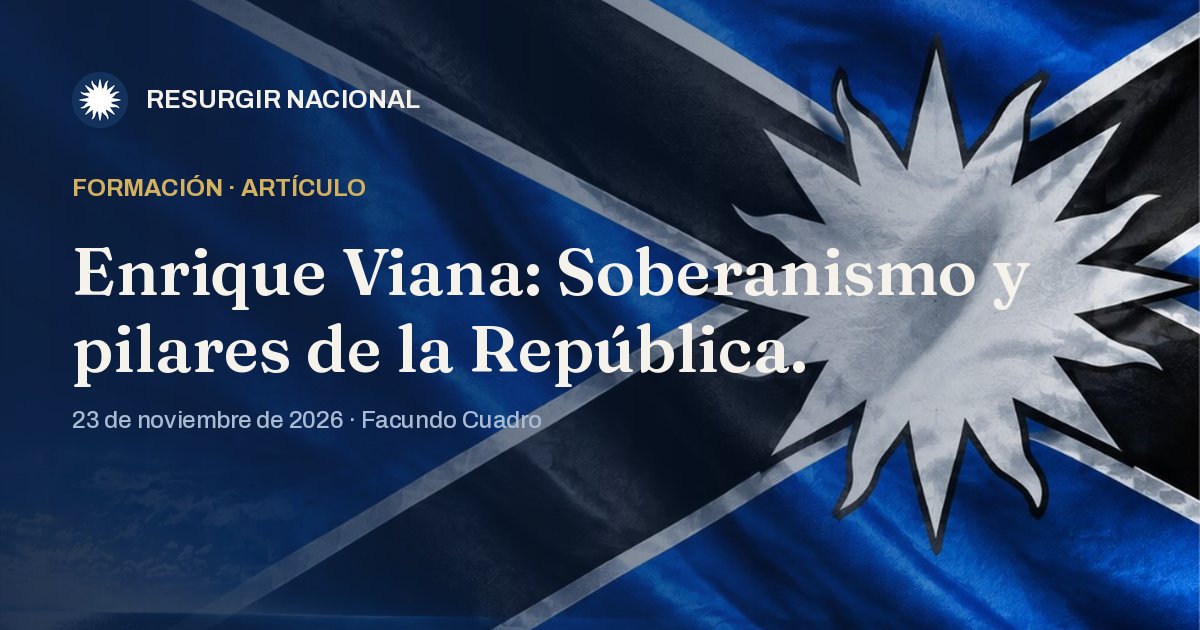 RESURGIR NACIONAL
FORMACIÓN · ARTÍCULO
Enrique Viana: Soberanismo y
pilares de la República.
23 de noviembre de 2026 · Facundo Cuadro